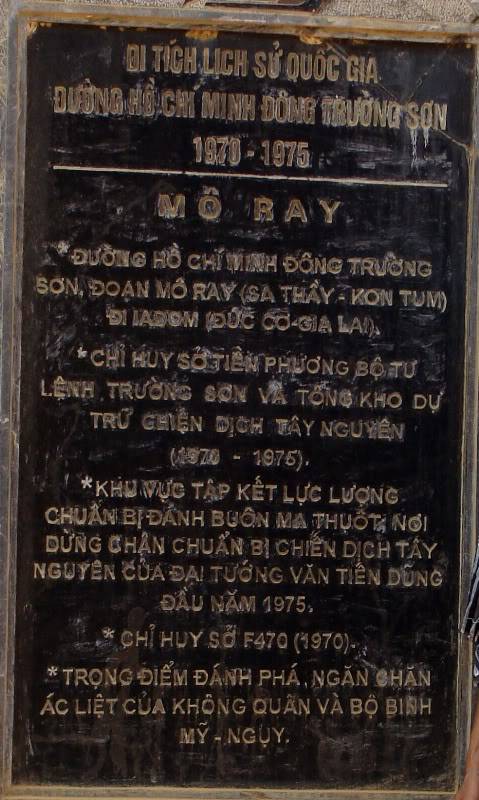 DI TÍCH LỊCH SỬ QUỐC GIA
ĐƯỜNG HỒ CHÍ MINH ĐÔNG TRƯỜNG SƠN
1970 - 1975
MÔ RAY
*ĐƯỜNG HỒ CHÍ MINH ĐÔNG TRƯỜNG
SƠN, ĐOẠN MÔ RAY (SA THẦY - KON TUM)
ĐI IADOM (ĐỨC CƠ-GIA LAI).
*CHỈ HUY SỞ TIỀN PHƯƠNG BỘ TƯ
LỆNH TRƯỜNG SƠN VÀ TỔNG KHO DỰ
TRỮ CHIẾN DỊCH TÂY NGUYÊN
(1970 - 1975).
*KHU VỰC TẬP KẾT LỰC LƯỢNG
CHUẨN BỊ ĐÁNH BUÔN MA THUỘT; NƠI
DỪNG CHÂN CHUẨN BỊ CHIẾN DỊCH TÂY
NGUYÊN CỦA ĐẠI TƯỚNG VĂN TIẾN DŨNG
ĐẦU NĂM 1975.
* CHỈ HUY SỞ F470 (1970).
*TRỌNG ĐIỂM ĐÁNH PHÁ, NGĂN CHẶN
ÁC LIỆT CỦA KHÔNG QUÂN VÀ BỘ BINH
MỸ - NGỤY.